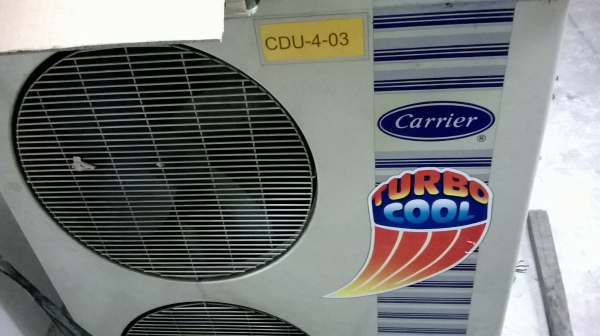 CDU-4-03
Carrier
®
TURBO
COOL